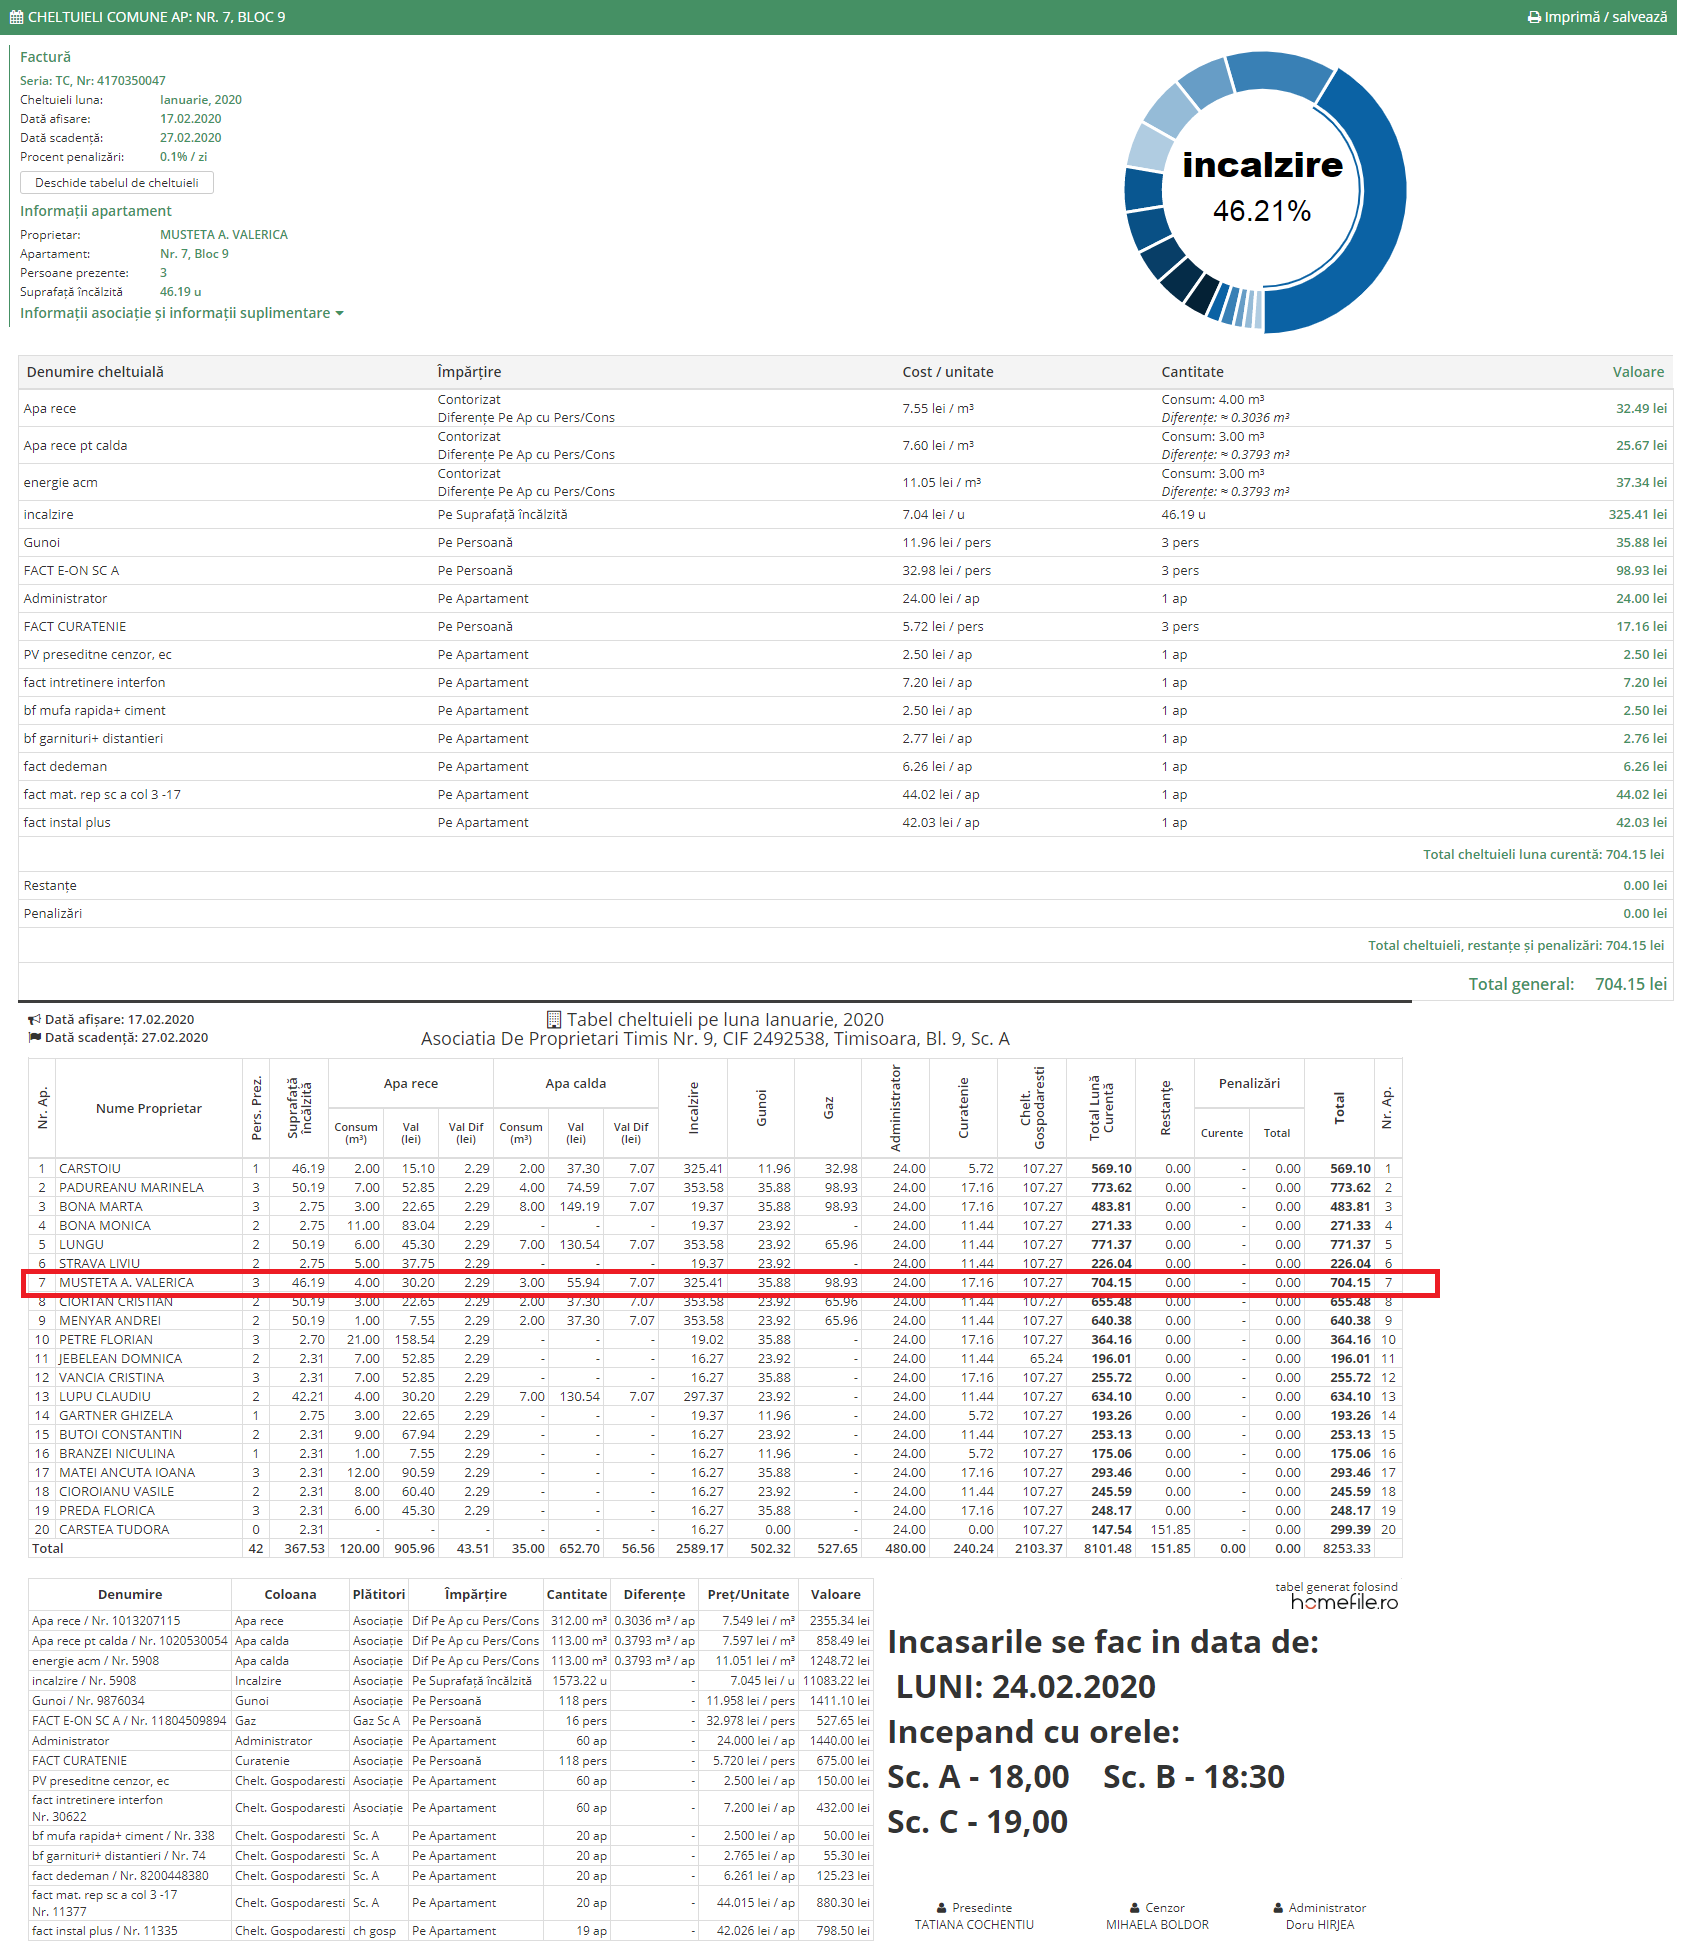 CHELTUIELI COMUNE AP: NR. 7, BLOC 9
Imprimă / salvează
Factură
Seria: TC, Nr: 4170350047
Cheltuieli luna: Ianuarie, 2020
Dată afisare: 17.02.2020
Dată scadență: 27.02.2020
Procent penalizări: 0.1% / zi
Deschide tabelul de cheltuieli
Informații apartament
Proprietar: MUSTETA A. VALERICA
Apartament: Nr. 7, Bloc 9
Persoane prezente: 3
Suprafață încălzită 46.19 u
Informații asociație și informații suplimentare
incalzire
46.21%
Denumire cheltuială Împărțire Cost / unitate Cantitate Valoare
Apa rece Contorizat Diferențe Pe Ap cu Pers/Cons 7.55 lei / m³ Consum: 4.00 m³ Diferențe: ≈ 0.3036 m³ 32.49 lei
Apa rece pt calda Contorizat Diferențe Pe Ap cu Pers/Cons 7.60 lei / m³ Consum: 3.00 m³ Diferențe: ≈ 0.3793 m³ 25.67 lei
energie acm Contorizat Diferențe Pe Ap cu Pers/Cons 11.05 lei / m³ Consum: 3.00 m³ Diferențe: ≈ 0.3793 m³ 37.34 lei
incalzire Pe Suprafață încălzită 7.04 lei / u 46.19 u 325.41 lei
Gunoi Pe Persoană 11.96 lei / pers 3 pers 35.88 lei
FACT E-ON SC A Pe Persoană 32.98 lei / pers 3 pers 98.93 lei
Administrator Pe Apartament 24.00 lei / ap 1 ap 24.00 lei
FACT CURATENIE Pe Persoană 5.72 lei / pers 3 pers 17.16 lei
PV preseditne cenzor, ec Pe Apartament 2.50 lei / ap 1 ap 2.50 lei
fact intretinere interfon Pe Apartament 7.20 lei / ap 1 ap 7.20 lei
bf mufa rapida+ ciment Pe Apartament 2.50 lei / ap 1 ap 2.50 lei
bf garnituri+ distantieri Pe Apartament 2.77 lei / ap 1 ap 2.76 lei
fact dedeman Pe Apartament 6.26 lei / ap 1 ap 6.26 lei
fact mat. rep sc a col 3 -17 Pe Apartament 44.02 lei / ap 1 ap 44.02 lei
fact instal plus Pe Apartament 42.03 lei / ap 1 ap 42.03 lei
Total cheltuieli luna curentă: 704.15 lei
Restanțe 0.00 lei
Penalizări 0.00 lei
Total cheltuieli, restanțe și penalizări: 704.15 lei
Total general: 704.15 lei
Dată afișare: 17.02.2020
Dată scadență: 27.02.2020
Tabel cheltuieli pe luna Ianuarie, 2020
Asociatia De Proprietari Timis Nr. 9, CIF 2492538, Timisoara, Bl. 9, Sc. A
Nr. Ap. Nume Proprietar Pers. Prez. Suprafață încălzită Apa rece Apa calda Incalzire Gunoi Gaz Administrator Curatenie Chelt. Gospodaresti Total Lună Curentă Restanțe Penalizări Total Nr. Ap.
Consum (m³) Val (lei) Val Dif (lei) Consum (m³) Val (lei) Val Dif (lei) Curente Total
1 CARSTOIU 1 46.19 2.00 15.10 2.29 2.00 37.30 7.07 325.41 11.96 32.98 24.00 5.72 107.27 569.10 0.00 - 0.00 569.10 1
2 PADUREANU MARINELA 3 50.19 7.00 52.85 2.29 4.00 74.59 7.07 353.58 35.88 98.93 24.00 17.16 107.27 773.62 0.00 - 0.00 773.62 2
3 BONA MARTA 3 2.75 3.00 22.65 2.29 8.00 149.19 7.07 19.37 35.88 98.93 24.00 17.16 107.27 483.81 0.00 - 0.00 483.81 3
4 BONA MONICA 2 2.75 11.00 83.04 2.29 - - - 19.37 23.92 - 24.00 11.44 107.27 271.33 0.00 - 0.00 271.33 4
5 LUNGU 2 50.19 6.00 45.30 2.29 7.00 130.54 7.07 353.58 23.92 65.96 24.00 11.44 107.27 771.37 0.00 - 0.00 771.37 5
6 STRAVA LIVIU 2 2.75 5.00 37.75 2.29 - - - 19.37 23.92 - 24.00 11.44 107.27 226.04 0.00 - 0.00 226.04 6
7 MUSTETA A. VALERICA 3 46.19 4.00 30.20 2.29 3.00 55.94 7.07 325.41 35.88 98.93 24.00 17.16 107.27 704.15 0.00 - 0.00 704.15 7
8 CIORTAN CRISTIAN 2 50.19 3.00 22.65 2.29 2.00 37.30 7.07 353.58 23.92 65.96 24.00 11.44 107.27 655.48 0.00 - 0.00 655.48 8
9 MENYAR ANDREI 2 50.19 1.00 7.55 2.29 2.00 37.30 7.07 353.58 23.92 65.96 24.00 11.44 107.27 640.38 0.00 - 0.00 640.38 9
10 PETRE FLORIAN 3 2.70 21.00 158.54 2.29 - - - 19.02 35.88 - 24.00 17.16 107.27 364.16 0.00 - 0.00 364.16 10
11 JEBELEAN DOMNICA 2 2.31 7.00 52.85 2.29 - - - 16.27 23.92 - 24.00 11.44 65.24 196.01 0.00 - 0.00 196.01 11
12 VANCIA CRISTINA 3 2.31 7.00 52.85 2.29 - - - 16.27 35.88 - 24.00 17.16 107.27 255.72 0.00 - 0.00 255.72 12
13 LUPU CLAUDIU 2 42.21 4.00 30.20 2.29 7.00 130.54 7.07 297.37 23.92 - 24.00 11.44 107.27 634.10 0.00 - 0.00 634.10 13
14 GARTNER GHIZELA 1 2.75 3.00 22.65 2.29 - - - 19.37 11.96 - 24.00 5.72 107.27 193.26 0.00 - 0.00 193.26 14
15 BUTOI CONSTANTIN 2 2.31 9.00 67.94 2.29 - - - 16.27 23.92 - 24.00 11.44 107.27 253.13 0.00 - 0.00 253.13 15
16 BRANZEI NICULINA 1 2.31 1.00 7.55 2.29 - - - 16.27 11.96 - 24.00 5.72 107.27 175.06 0.00 - 0.00 175.06 16
17 MATEI ANCUTA IOANA 3 2.31 12.00 90.59 2.29 - - - 16.27 35.88 - 24.00 17.16 107.27 293.46 0.00 - 0.00 293.46 17
18 CIOROIANU VASILE 2 2.31 8.00 60.40 2.29 - - - 16.27 23.92 - 24.00 11.44 107.27 245.59 0.00 - 0.00 245.59 18
19 PREDA FLORICA 3 2.31 6.00 45.30 2.29 - - - 16.27 35.88 - 24.00 17.16 107.27 248.17 0.00 - 0.00 248.17 19
20 CARSTEA TUDORA 0 2.31 - - - - - - 16.27 0.00 - 24.00 0.00 107.27 147.54 151.85 - 0.00 299.39 20
Total 42 367.53 120.00 905.96 43.51 35.00 652.70 56.56 2589.17 502.32 527.65 480.00 240.24 2103.37 8101.48 151.85 0.00 0.00 8253.33
Denumire Coloana Plătitori Împărțire Cantitate Diferențe Preț/Unitate Valoare
Apa rece / Nr. 1013207115 Apa rece Asociație Dif Pe Ap cu Pers/Cons 312.00 m³ 0.3036 m³ / ap 7.549 lei / m³ 2355.34 lei
Apa rece pt calda / Nr. 1020530054 Apa calda Asociație Dif Pe Ap cu Pers/Cons 113.00 m³ 0.3793 m³ / ap 7.597 lei / m³ 858.49 lei
energie acm / Nr. 5908 Apa calda Asociație Dif Pe Ap cu Pers/Cons 113.00 m³ 0.3793 m³ / ap 11.051 lei / m³ 1248.72 lei
incalzire / Nr. 5908 Incalzire Asociație Pe Suprafață încălzită 1573.22 u - 7.045 lei / u 11083.22 lei
Gunoi / Nr. 9876034 Gunoi Asociație Pe Persoană 118 pers - 11.958 lei / pers 1411.10 lei
FACT E-ON SC A / Nr. 11804509894 Gaz Gaz Sc A Pe Persoană 16 pers - 32.978 lei / pers 527.65 lei
Administrator Administrator Asociație Pe Apartament 60 ap - 24.000 lei / ap 1440.00 lei
FACT CURATENIE Curatenie Asociație Pe Persoană 118 pers - 5.720 lei / pers 675.00 lei
PV preseditne cenzor, ec Chelt. Gospodaresti Asociație Pe Apartament 60 ap - 2.500 lei / ap 150.00 lei
fact intretinere interfon Nr. 30622 Chelt. Gospodaresti Asociație Pe Apartament 60 ap - 7.200 lei / ap 432.00 lei
bf mufa rapida+ ciment / Nr. 338 Chelt. Gospodaresti Sc. A Pe Apartament 20 ap - 2.500 lei / ap 50.00 lei
bf garnituri+ distantieri / Nr. 74 Chelt. Gospodaresti Sc. A Pe Apartament 20 ap - 2.765 lei / ap 55.30 lei
fact dedeman / Nr. 8200448380 Chelt. Gospodaresti Sc. A Pe Apartament 20 ap - 6.261 lei / ap 125.23 lei
fact mat. rep sc a col 3 -17 Nr. 11377 Chelt. Gospodaresti Sc. A Pe Apartament 20 ap - 44.015 lei / ap 880.30 lei
fact instal plus / Nr. 11335 Chelt. Gospodaresti ch gosp Pe Apartament 19 ap - 42.026 lei / ap 798.50 lei
tabel generat folosind
homefile.ro
Incasarile se fac in data de:
LUNI: 24.02.2020
Incepand cu orele:
Sc. A - 18,00 Sc. B - 18:30
Sc. C - 19,00
Presedinte Cenzor Administrator
TATIANA COCHENTIU MIHAELA BOLDOR Doru HIRJEA